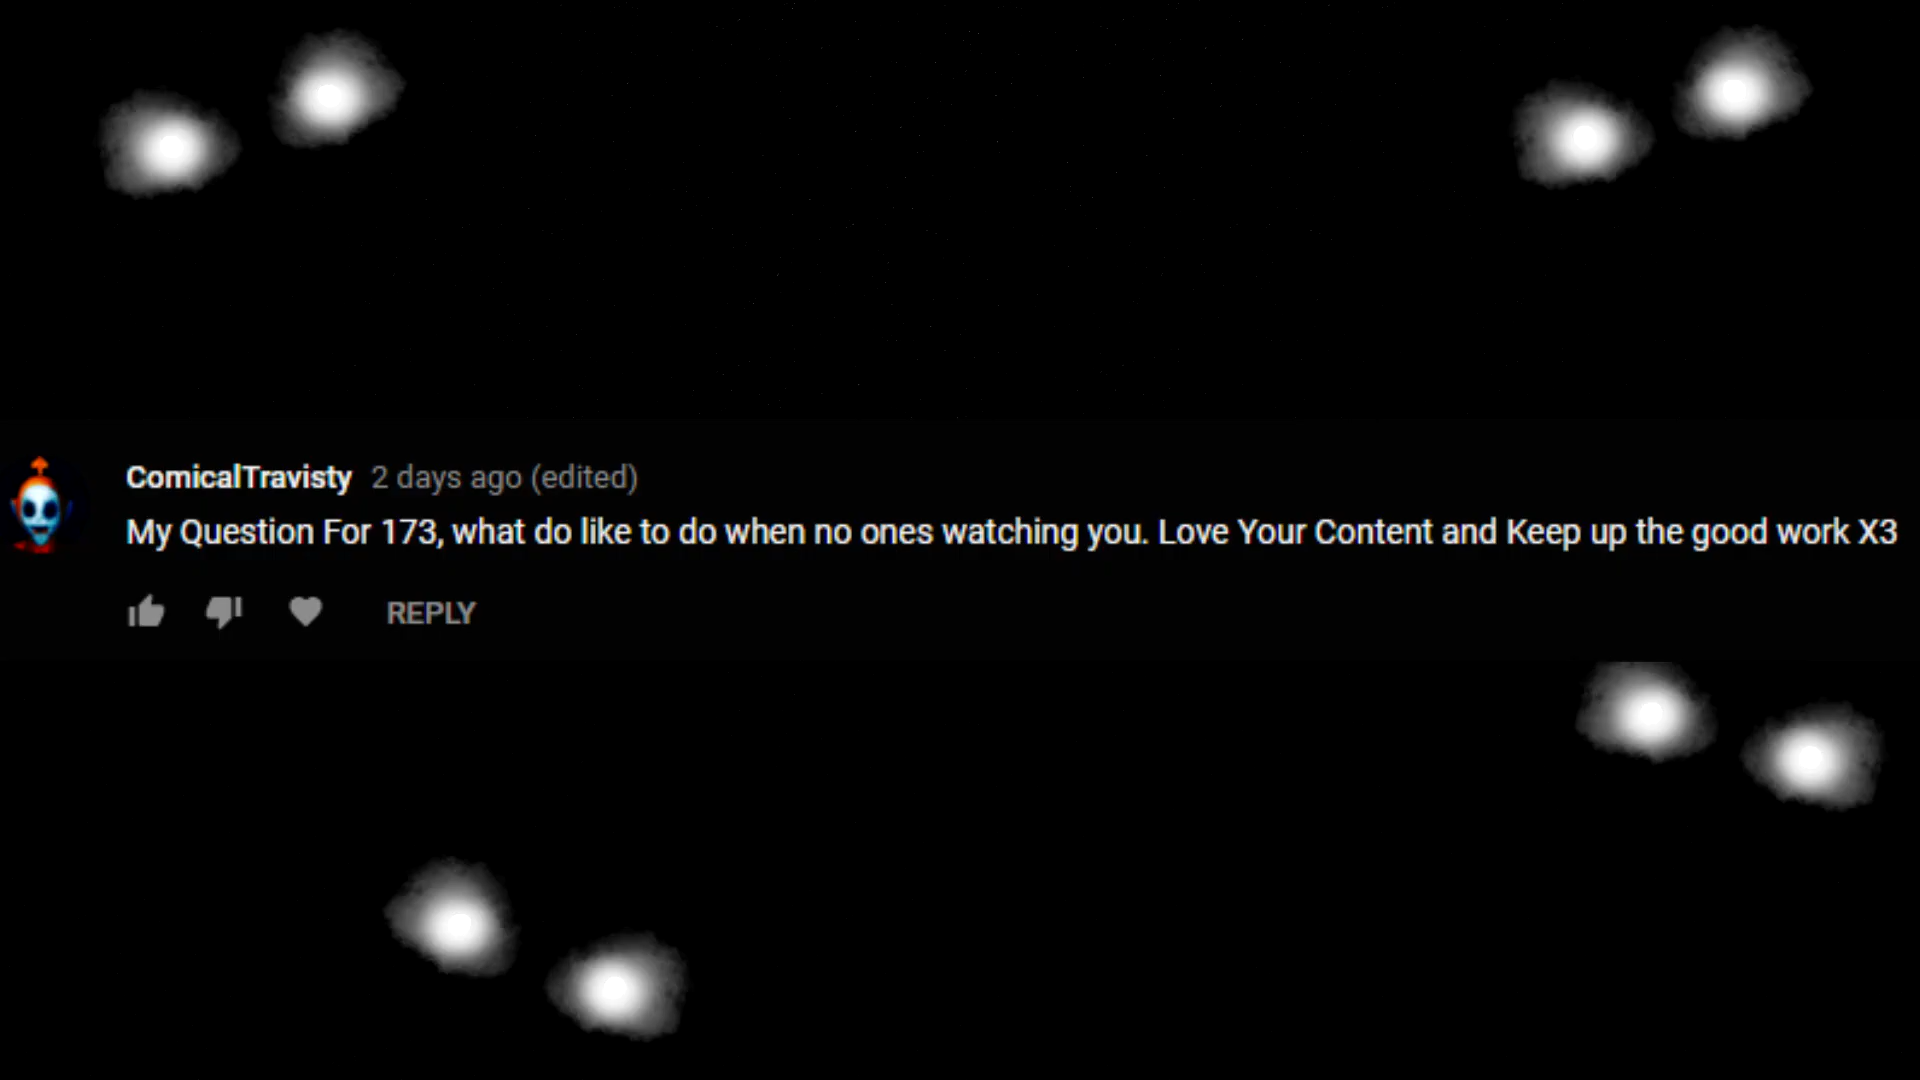 ComicalTravisty 2 days ago (edited)
My Question For 173, what do like to do when no ones watching you. Love Your Content and Keep up the good work X3
REPLY